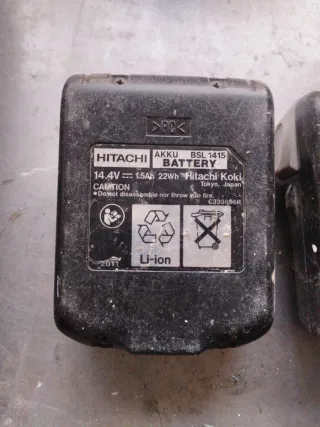 HITACHI AKKU BSL 1415
BATTERY
14.4V 1.5Ah 22Wh Hitachi Koki
Tokyo, Japan
CAUTION
•Do not disassemble nor throw into fire.
Li-ion
2011